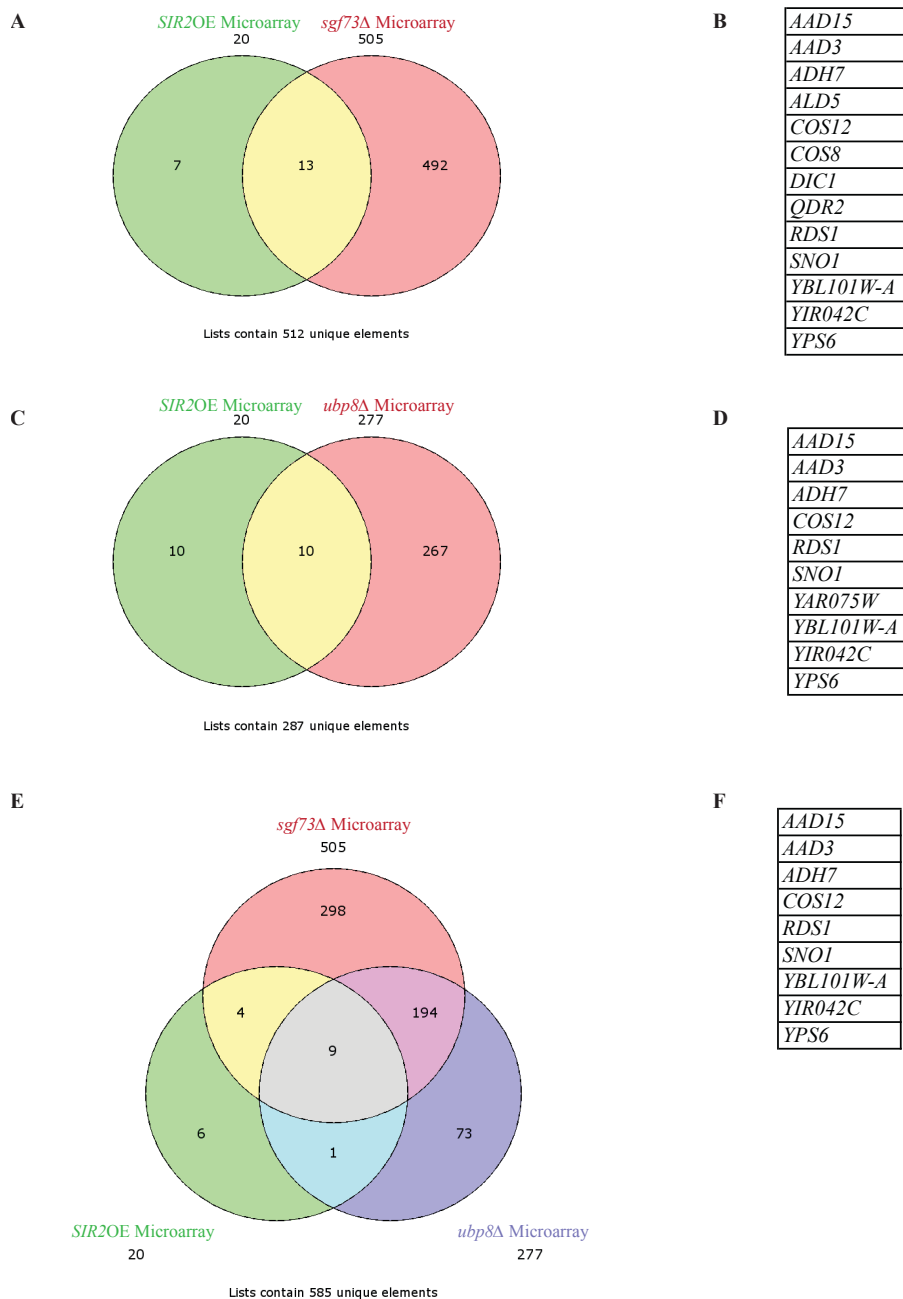 A
SIR2OE Microarray sgf73Δ Microarray
20 505
7 13 492
Lists contain 512 unique elements
B
AAD15
AAD3
ADH7
ALD5
COS12
COS8
DIC1
QDR2
RDS1
SNO1
YBL101W-A
YIR042C
YPS6
C
SIR2OE Microarray ubp8Δ Microarray
20 277
10 10 267
Lists contain 287 unique elements
D
AAD15
AAD3
ADH7
COS12
RDS1
SNO1
YAR075W
YBL101W-A
YIR042C
YPS6
E
sgf73Δ Microarray
505
298
4 194
9
6 73
1
SIR2OE Microarray ubp8Δ Microarray
20 277
Lists contain 585 unique elements
F
AAD15
AAD3
ADH7
COS12
RDS1
SNO1
YBL101W-A
YIR042C
YPS6